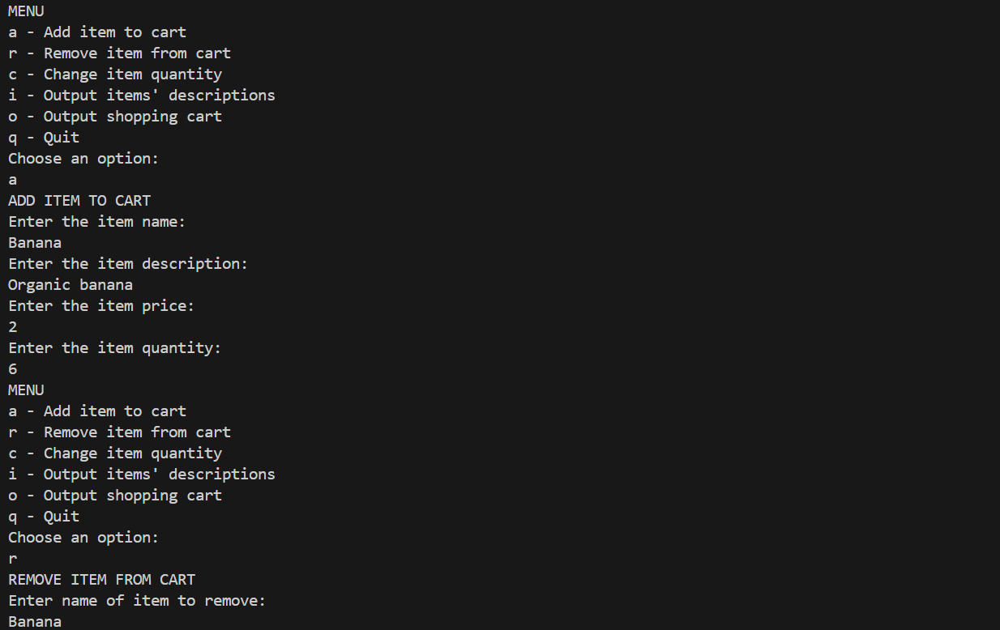 MENU
a - Add item to cart
r - Remove item from cart
c - Change item quantity
i - Output items' descriptions
o - Output shopping cart
q - Quit
Choose an option:
a
ADD ITEM TO CART
Enter the item name:
Banana
Enter the item description:
Organic banana
Enter the item price:
2
Enter the item quantity:
6
MENU
a - Add item to cart
r - Remove item from cart
c - Change item quantity
i - Output items' descriptions
o - Output shopping cart
q - Quit
Choose an option:
r
REMOVE ITEM FROM CART
Enter name of item to remove:
Banana